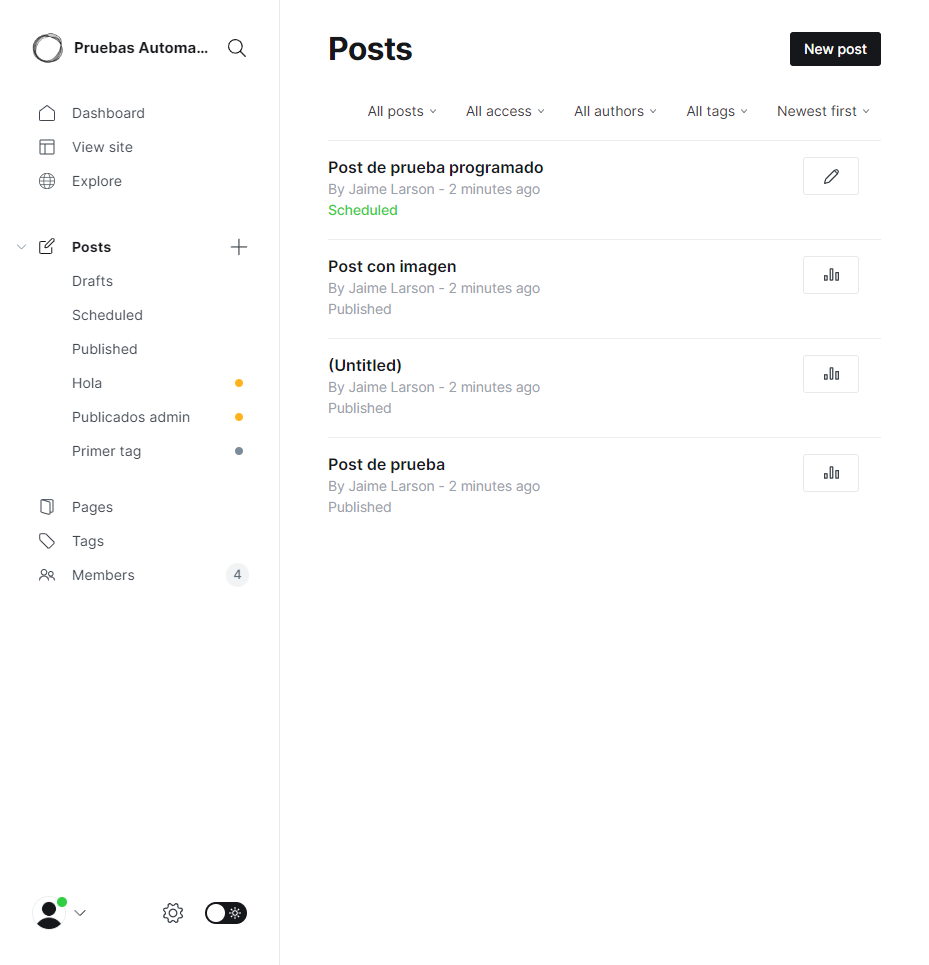 Pruebas Automa...
Dashboard
View site
Explore
Posts
Drafts
Scheduled
Published
Hola
Publicados admin
Primer tag
Pages
Tags
Members 4
Posts
New post
All posts All access All authors All tags Newest first
Post de prueba programado
By Jaime Larson - 2 minutes ago
Scheduled
Post con imagen
By Jaime Larson - 2 minutes ago
Published
(Untitled)
By Jaime Larson - 2 minutes ago
Published
Post de prueba
By Jaime Larson - 2 minutes ago
Published